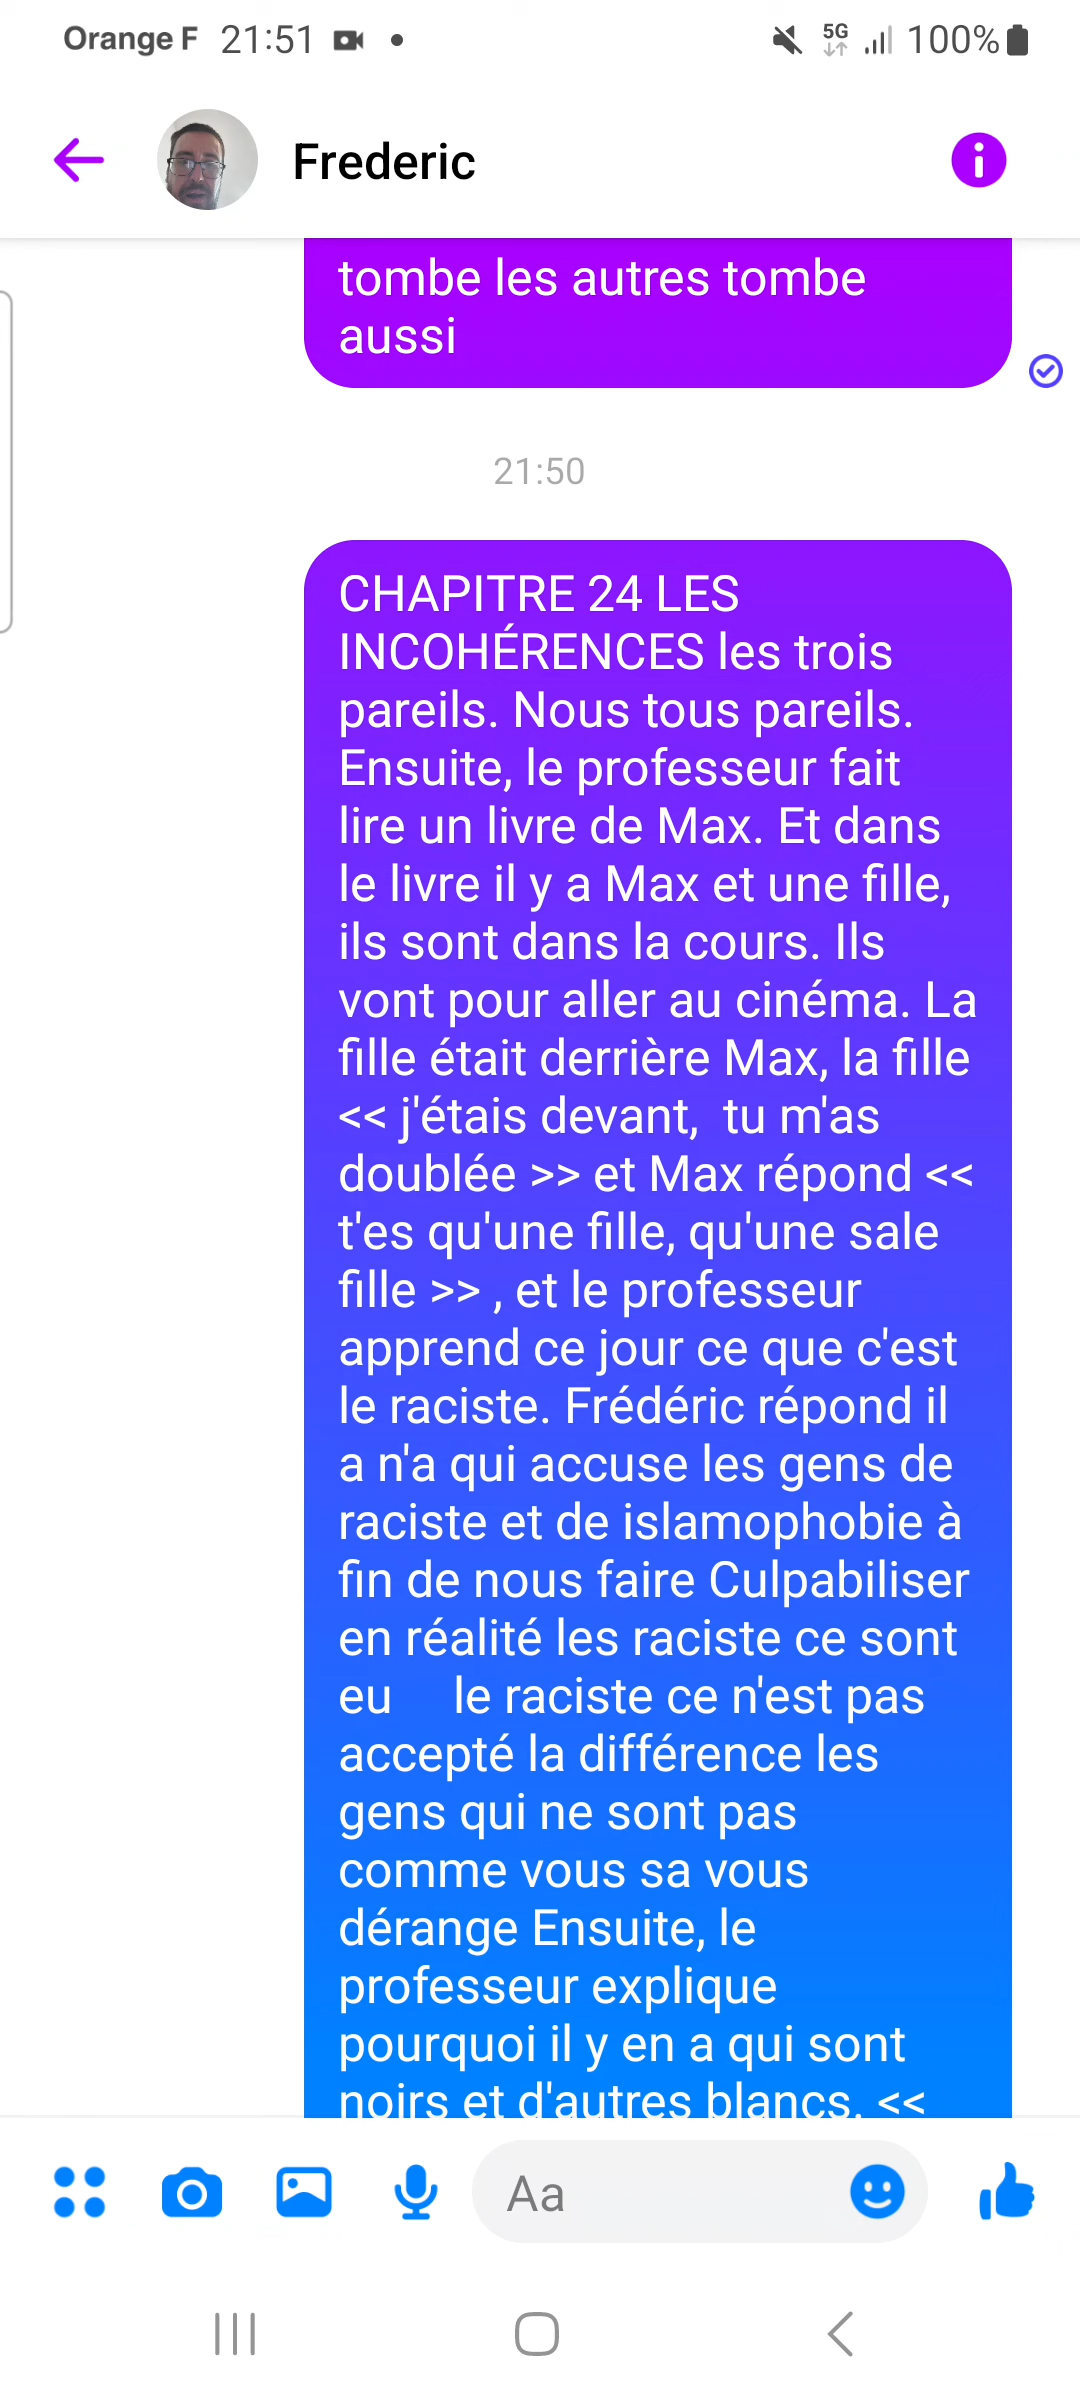 Orange F 21:51 5G 100%
Frederic
tombe les autres tombe
aussi
21:50
CHAPITRE 24 LES
INCOHÉRENCES les trois
pareils. Nous tous pareils.
Ensuite, le professeur fait
lire un livre de Max. Et dans
le livre il y a Max et une fille,
ils sont dans la cours. Ils
vont pour aller au cinéma. La
fille était derrière Max, la fille
<< j'étais devant,  tu m'as
doublée >> et Max répond <<
t'es qu'une fille, qu'une sale
fille >> , et le professeur
apprend ce jour ce que c'est
le raciste. Frédéric répond il
a n'a qui accuse les gens de
raciste et de islamophobie à
fin de nous faire Culpabiliser
en réalité les raciste ce sont
eu     le raciste ce n'est pas
accepté la différence les
gens qui ne sont pas
comme vous sa vous
dérange Ensuite, le
professeur explique
pourquoi il y en a qui sont
noirs et d'autres blancs. <<
Aa